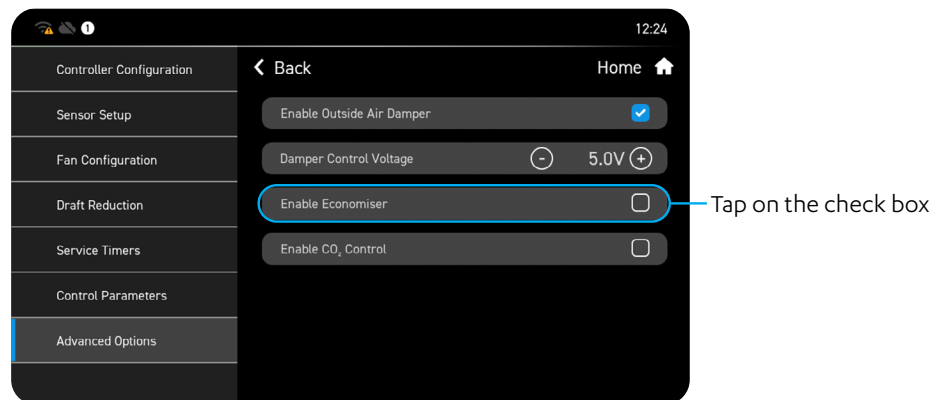 1 12:24
Controller Configuration
Back Home
Sensor Setup
Enable Outside Air Damper
Fan Configuration
Damper Control Voltage - 5.0V +
Draft Reduction
Enable Economiser
Tap on the check box
Service Timers
Enable CO₂ Control
Control Parameters
Advanced Options